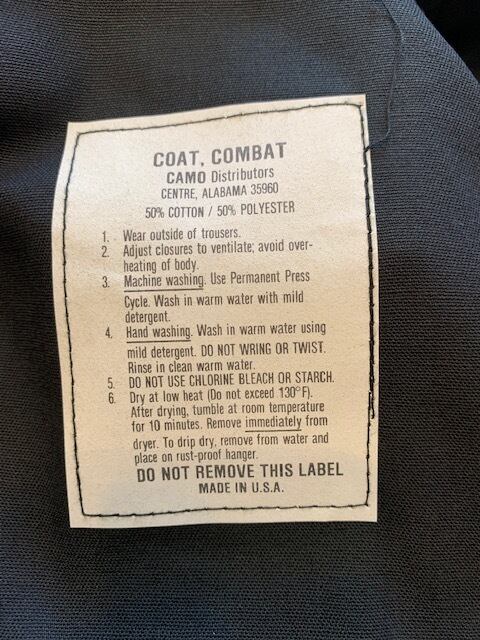 COAT, COMBAT
CAMO Distributors
CENTRE, ALABAMA 35960
50% COTTON / 50% POLYESTER
1. Wear outside of trousers.
2. Adjust closures to ventilate; avoid over-
heating of body.
3. Machine washing. Use Permanent Press
Cycle. Wash in warm water with mild
detergent.
4. Hand washing. Wash in warm water using
mild detergent. DO NOT WRING OR TWIST.
Rinse in clean warm water.
5. DO NOT USE CHLORINE BLEACH OR STARCH.
6. Dry at low heat (Do not exceed 130°F).
After drying, tumble at room temperature
for 10 minutes. Remove immediately from
dryer. To drip dry, remove from water and
place on rust-proof hanger.
DO NOT REMOVE THIS LABEL
MADE IN U.S.A.